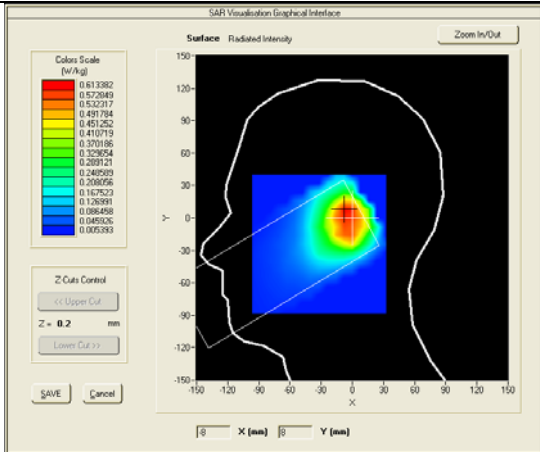 SAR Visualisation Graphical Interface
Surface Radiated Intensity
Zoom In/Out
Colors Scale
(W/kg)
0.613382
0.572849
0.532317
0.491784
0.451252
0.410719
0.370186
0.329654
0.289121
0.248589
0.208056
0.167523
0.126991
0.086458
0.045926
0.005393
150
120
90
60
30
0
-30
-60
-90
-120
-150
Y
-150 -120 -90 -60 -30 0 30 60 90 120 150
X
Z Cuts Control
<< Upper Cut
Z = 0.2 mm
Lower Cut >>
SAVE Cancel
-8 X (mm) 8 Y (mm)